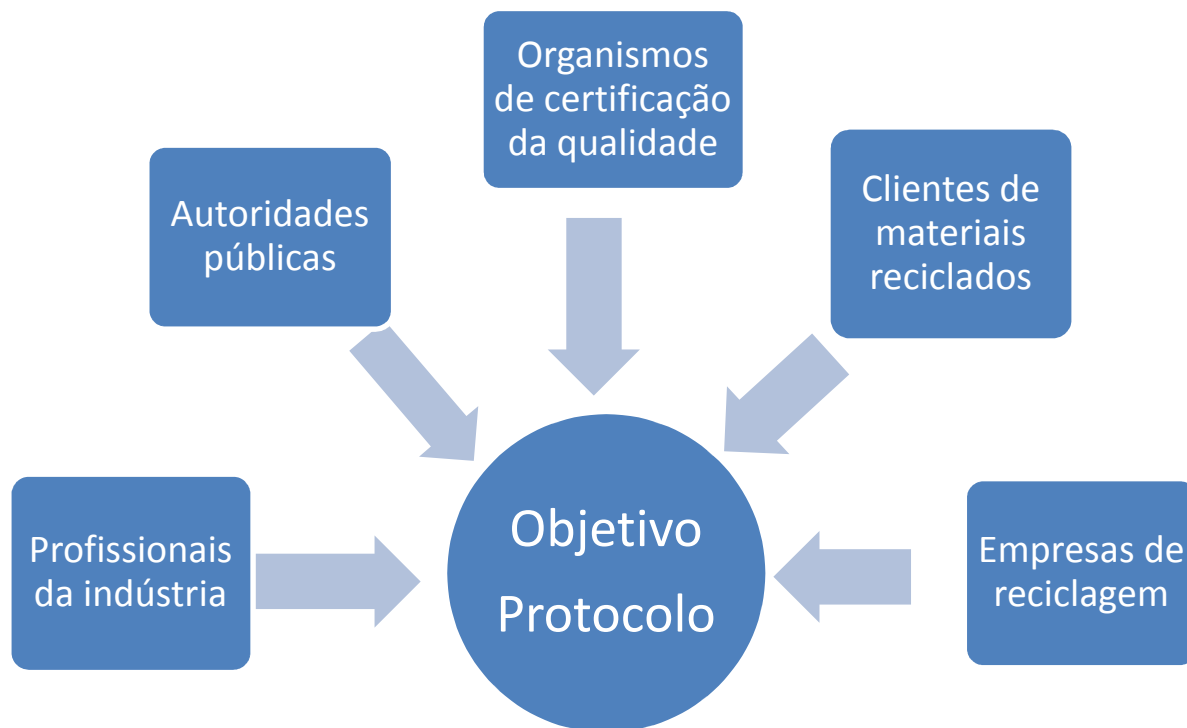 Organismos
de certificação
da qualidade
Autoridades
públicas
Clientes de
materiais
reciclados
Profissionais
da indústria
Objetivo
Protocolo
Empresas de
reciclagem